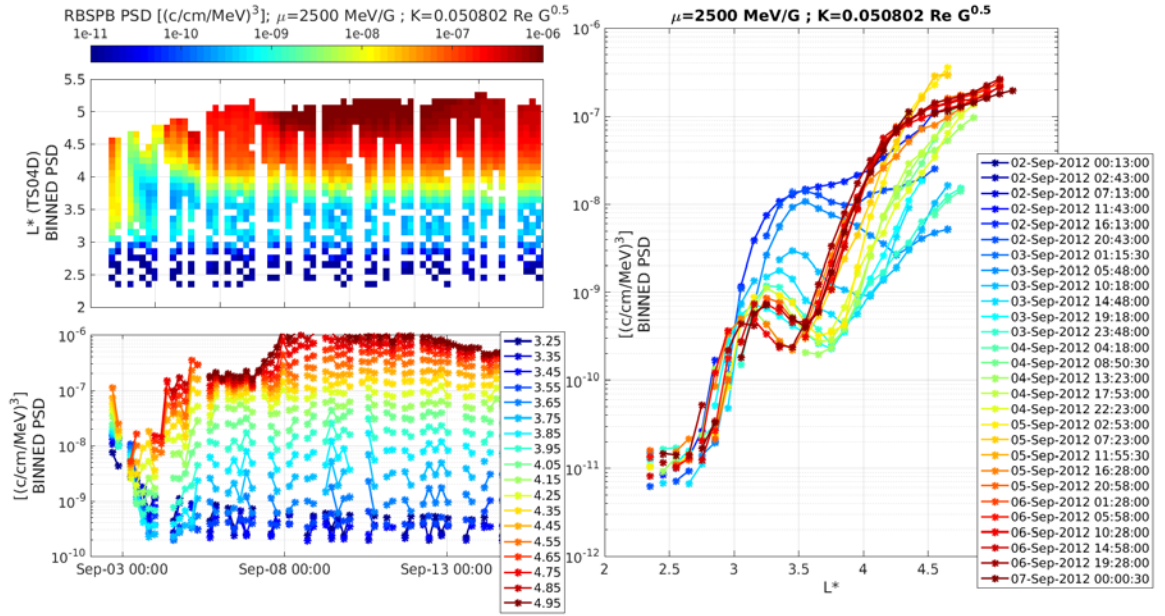 RBSPB PSD [(c/cm/MeV)³]; μ=2500 MeV/G ; K=0.050802 Re G^0.5
1e-11 1e-10 1e-09 1e-08 1e-07 1e-06
5.5
5
4.5
4
3.5
3
2.5
2
L* (TS04D)
BINNED PSD
10^-6
10^-7
10^-8
10^-9
10^-10
[(c/cm/MeV)³]
BINNED PSD
Sep-03 00:00 Sep-08 00:00 Sep-13 00:00
3.25
3.35
3.45
3.55
3.65
3.75
3.85
3.95
4.05
4.15
4.25
4.35
4.45
4.55
4.65
4.75
4.85
4.95
μ=2500 MeV/G ; K=0.050802 Re G^0.5
10^-5
10^-6
10^-7
10^-8
10^-9
10^-10
10^-11
10^-12
[(c/cm/MeV)³]
BINNED PSD
2 2.5 3 3.5 4 4.5
L*
02-Sep-2012 00:13:00
02-Sep-2012 02:43:00
02-Sep-2012 07:13:00
02-Sep-2012 11:43:00
02-Sep-2012 16:13:00
02-Sep-2012 20:43:00
03-Sep-2012 01:15:30
03-Sep-2012 05:48:00
03-Sep-2012 10:18:00
03-Sep-2012 14:48:00
03-Sep-2012 19:18:00
03-Sep-2012 23:48:00
04-Sep-2012 04:18:00
04-Sep-2012 08:50:30
04-Sep-2012 13:23:00
04-Sep-2012 17:53:00
04-Sep-2012 22:23:00
05-Sep-2012 02:53:00
05-Sep-2012 07:23:00
05-Sep-2012 11:55:30
05-Sep-2012 16:28:00
05-Sep-2012 20:58:00
06-Sep-2012 01:28:00
06-Sep-2012 05:58:00
06-Sep-2012 10:28:00
06-Sep-2012 14:58:00
06-Sep-2012 19:28:00
07-Sep-2012 00:00:30